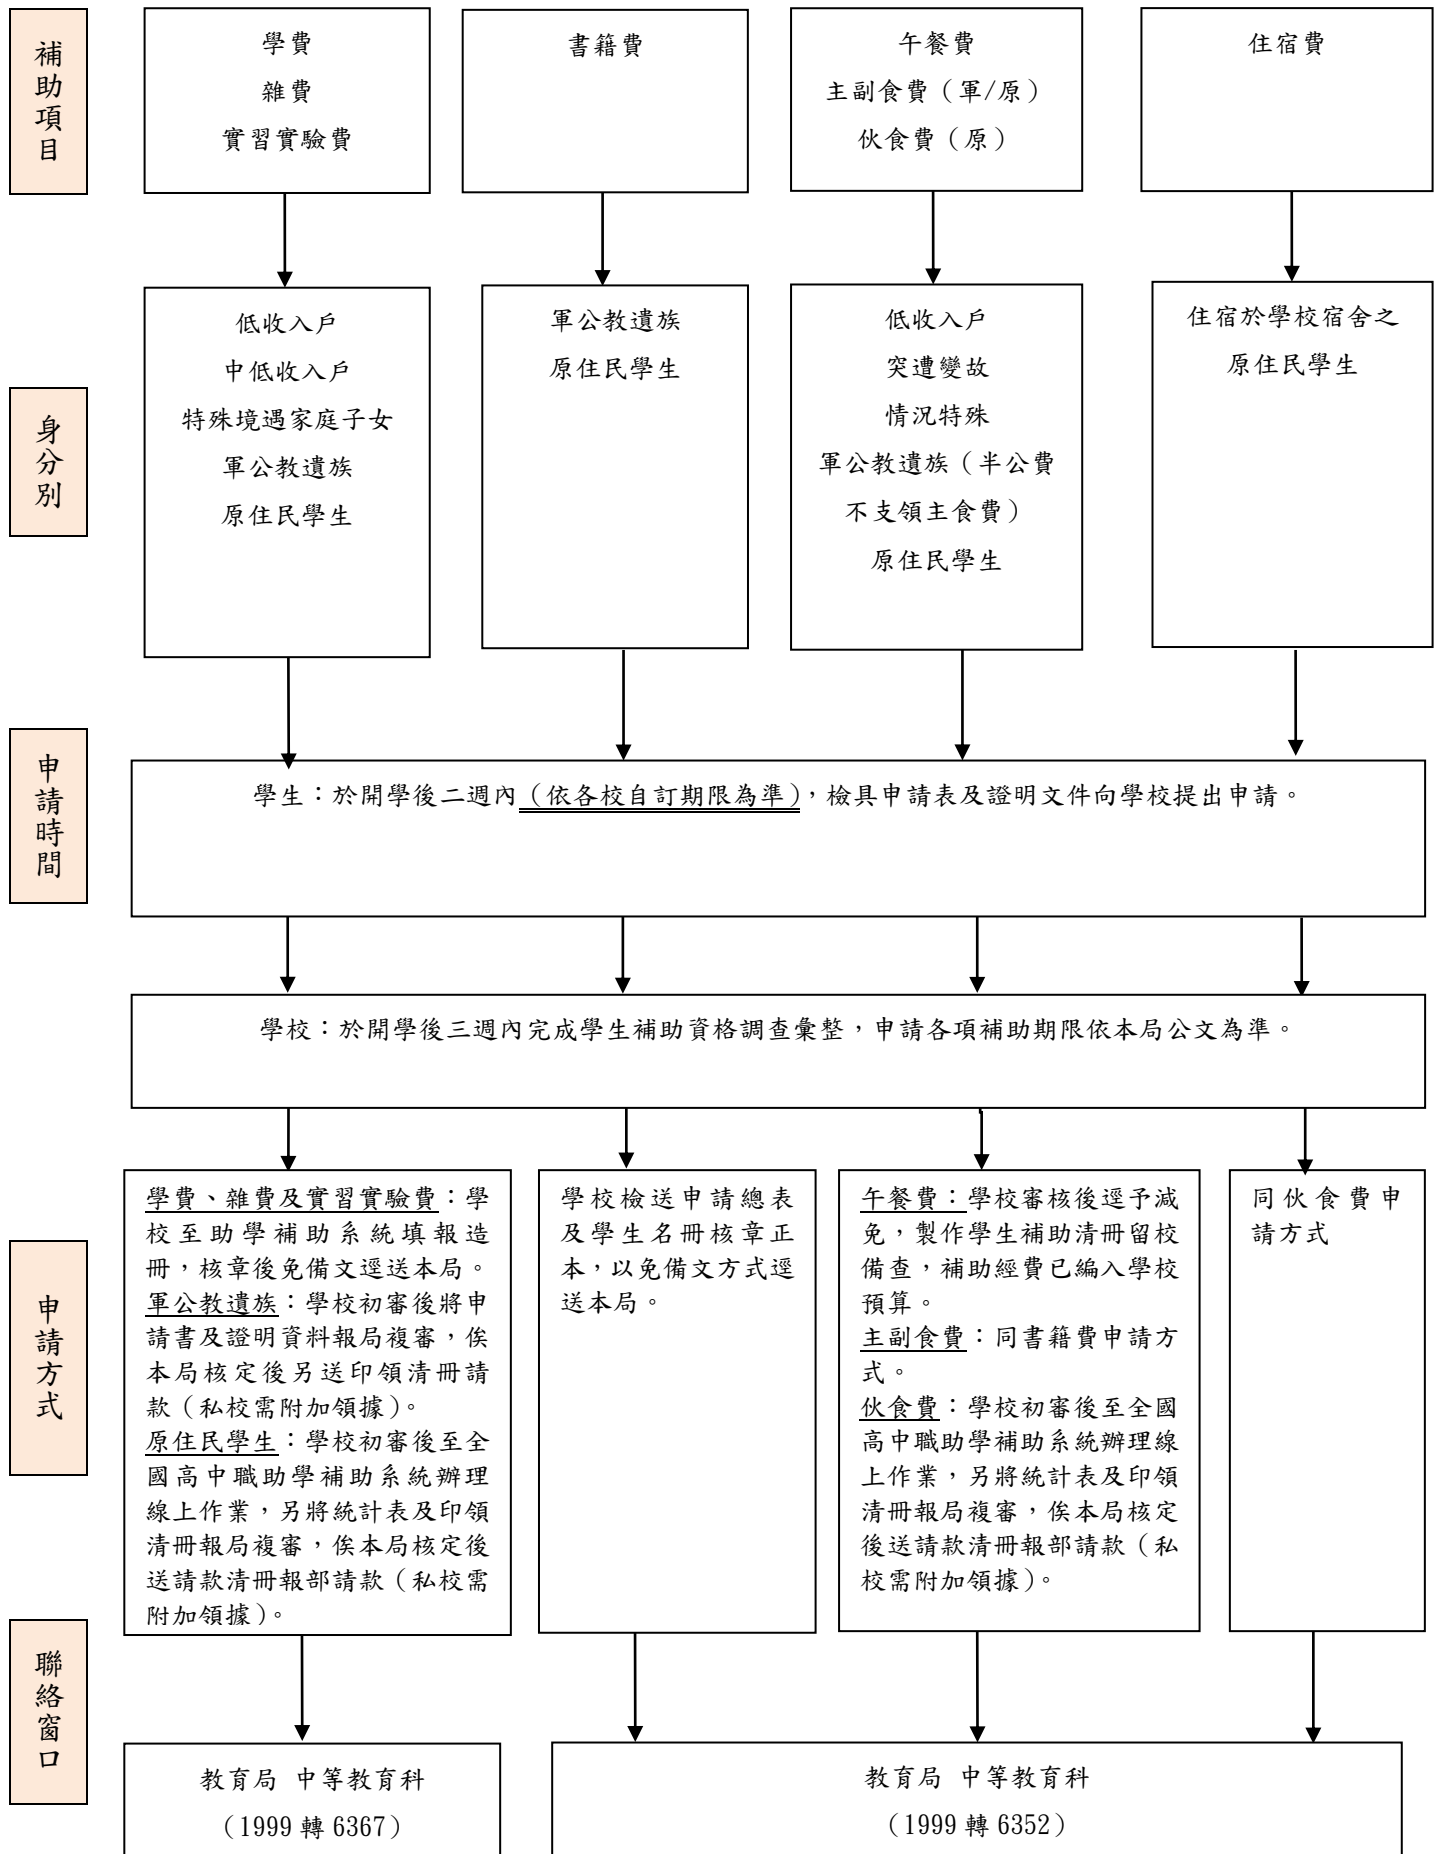 補助項目
學費
雜費
實習實驗費
書籍費
午餐費
主副食費（軍/原）
伙食費（原）
住宿費
身分別
低收入戶
中低收入戶
特殊境遇家庭子女
軍公教遺族
原住民學生
軍公教遺族
原住民學生
低收入戶
突遭變故
情況特殊
軍公教遺族（半公費
不支領主食費）
原住民學生
住宿於學校宿舍之
原住民學生
申請時間
學生：於開學後二週內（依各校自訂期限為準），檢具申請表及證明文件向學校提出申請。
學校：於開學後三週內完成學生補助資格調查彙整，申請各項補助期限依本局公文為準。
申請方式
學費、雜費及實習實驗費：學
校至助學補助系統填報造
冊，核章後免備文逕送本局。
軍公教遺族：學校初審後將申
請書及證明資料報局複審，俟
本局核定後另送印領清冊請
款（私校需附加領據）。
原住民學生：學校初審後至全
國高中職助學補助系統辦理
線上作業，另將統計表及印領
清冊報局複審，俟本局核定後
送請款清冊報部請款（私校需
附加領據）。
學校檢送申請總表
及學生名冊核章正
本，以免備文方式逕
送本局。
午餐費：學校審核後逕予減
免，製作學生補助清冊留校
備查，補助經費已編入學校
預算。
主副食費：同書籍費申請方
式。
伙食費：學校初審後至全國
高中職助學補助系統辦理線
上作業，另將統計表及印領
清冊報局複審，俟本局核定
後送請款清冊報部請款（私
校需附加領據）。
同伙食費申
請方式
聯絡窗口
教育局 中等教育科
（1999 轉 6367）
教育局 中等教育科
（1999 轉 6352）